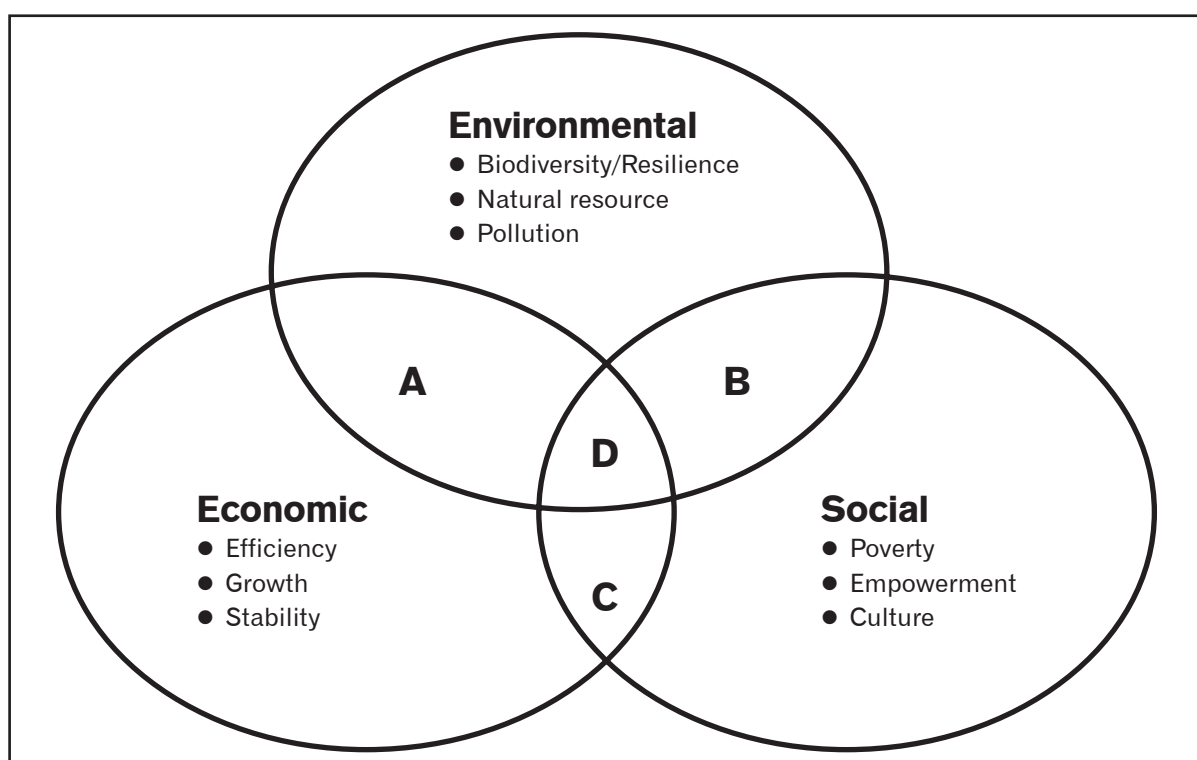 Environmental
● Biodiversity/Resilience
● Natural resource
● Pollution
A
B
D
Economic
● Efficiency
● Growth
● Stability
Social
● Poverty
● Empowerment
● Culture
C